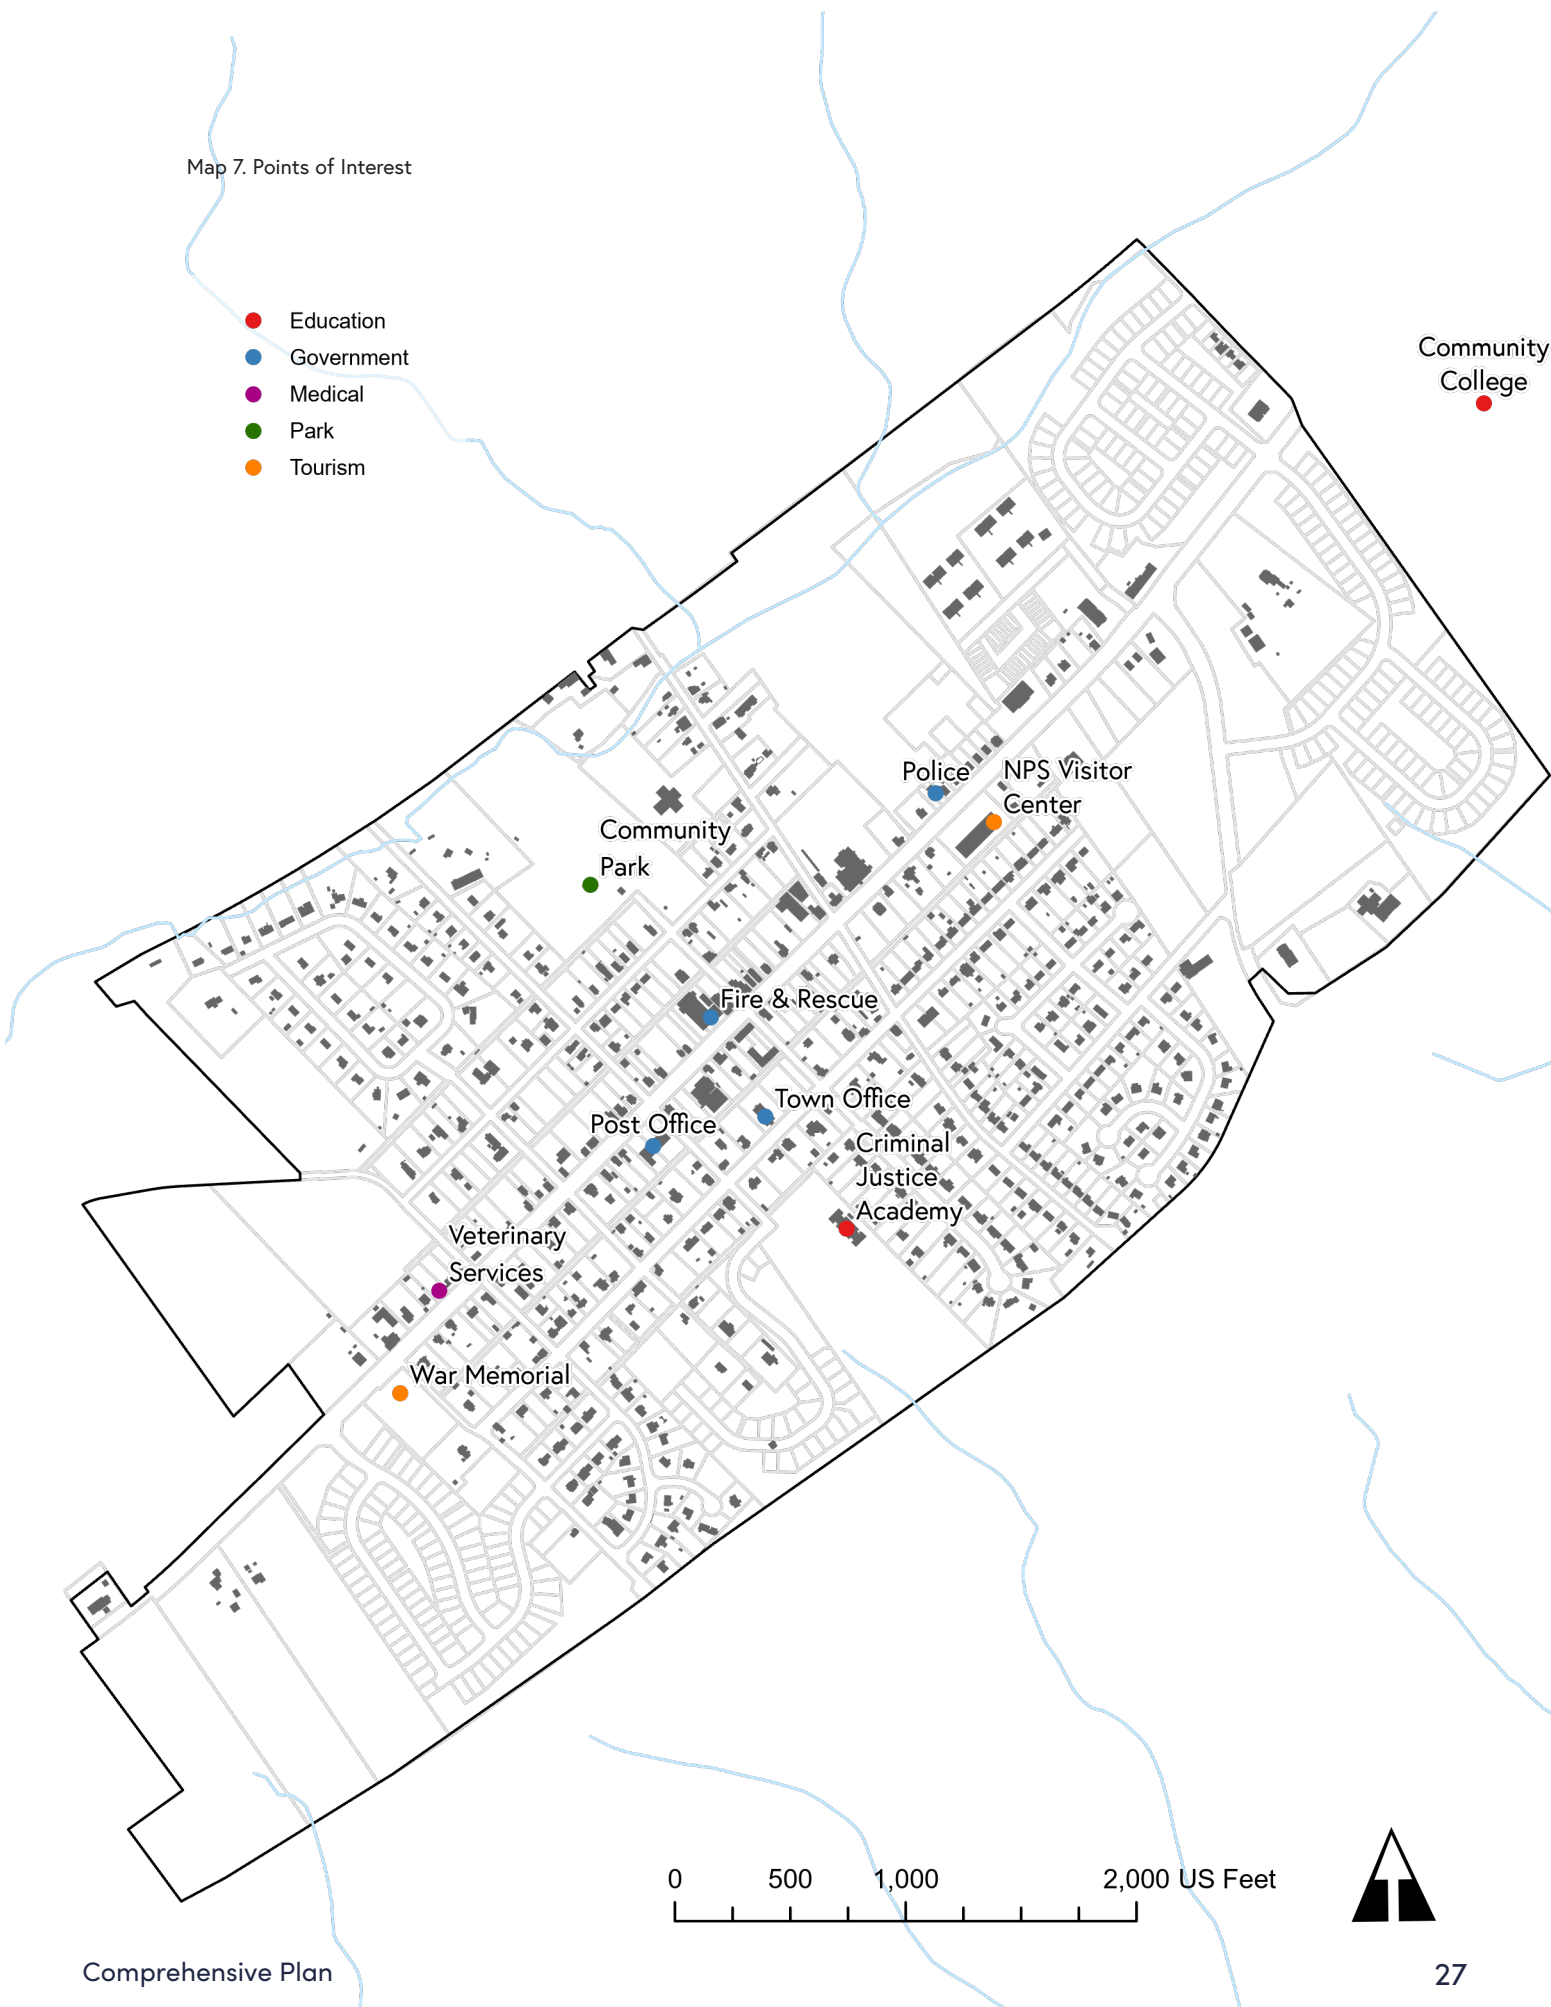 Map 7. Points of Interest
Education
Government
Medical
Park
Tourism
Community
College
Police
NPS Visitor
Center
Community
Park
Fire & Rescue
Town Office
Post Office
Criminal
Justice
Academy
Veterinary
Services
War Memorial
0 500 1,000 2,000 US Feet
Comprehensive Plan
27